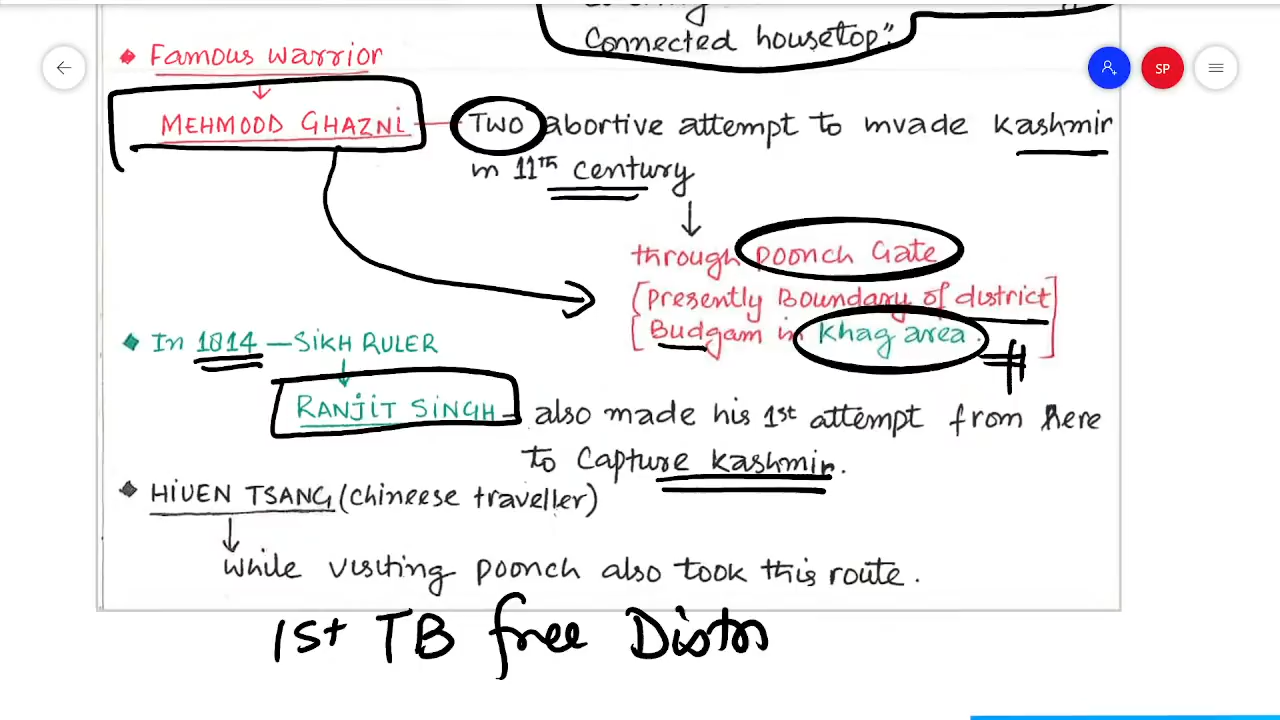 Connected housetop"
Famous warrior
MEHMOOD GHAZNI — TWO abortive attempt to invade Kashmir
in 11th century
through poonch Gate
[presently Boundary of district]
[Budgam in Khag area.]
In 1814 — SIKH RULER
RANJIT SINGH - also made his 1st attempt from here
to capture Kashmir.
HIUEN TSANG (chineese traveller)
while visiting poonch also took this route.
1st TB free Distr
SP